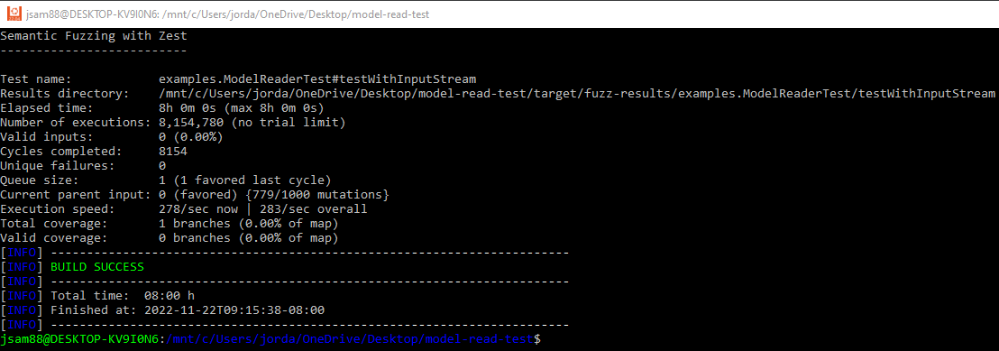 jsam88@DESKTOP-KV9I0N6: /mnt/c/Users/jorda/OneDrive/Desktop/model-read-test
Semantic Fuzzing with Zest
--------------------------
Test name:            examples.ModelReaderTest#testWithInputStream
Results directory:    /mnt/c/Users/jorda/OneDrive/Desktop/model-read-test/target/fuzz-results/examples.ModelReaderTest/testWithInputStream
Elapsed time:         8h 0m 0s (max 8h 0m 0s)
Number of executions: 8,154,780 (no trial limit)
Valid inputs:         0 (0.00%)
Cycles completed:     8154
Unique failures:      0
Queue size:           1 (1 favored last cycle)
Current parent input: 0 (favored) {779/1000 mutations}
Execution speed:      278/sec now | 283/sec overall
Total coverage:       1 branches (0.00% of map)
Valid coverage:       0 branches (0.00% of map)
[INFO] ------------------------------------------------------------------------
[INFO] BUILD SUCCESS
[INFO] ------------------------------------------------------------------------
[INFO] Total time:  08:00 h
[INFO] Finished at: 2022-11-22T09:15:38-08:00
[INFO] ------------------------------------------------------------------------
jsam88@DESKTOP-KV9I0N6:/mnt/c/Users/jorda/OneDrive/Desktop/model-read-test$